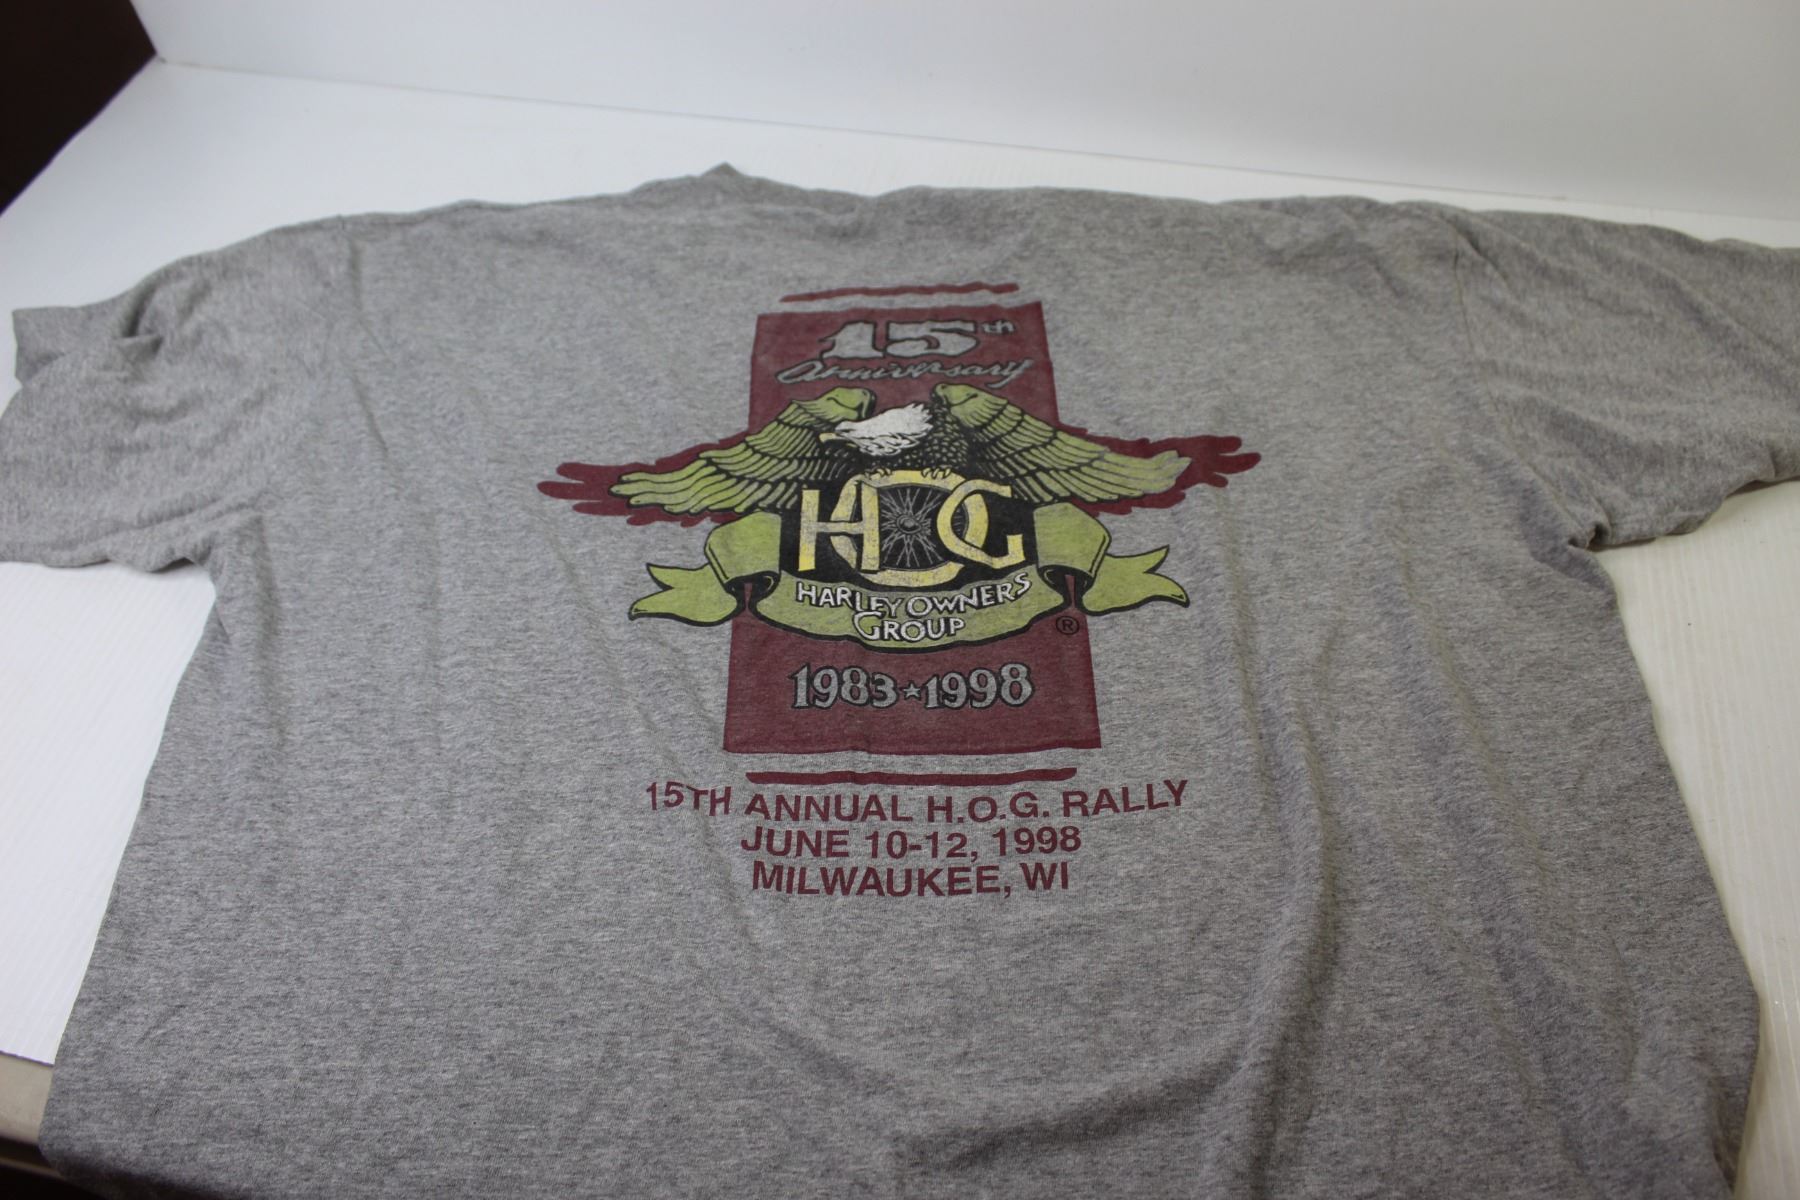 15th
Anniversary
HOG
HARLEY OWNERS
GROUP
®
1983★1998
15TH ANNUAL H.O.G. RALLY
JUNE 10-12, 1998
MILWAUKEE, WI